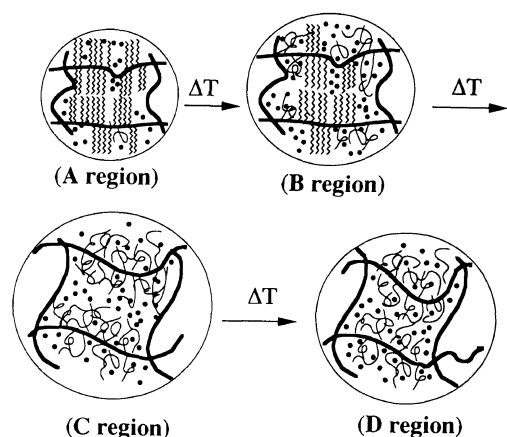 ΔT
ΔT
(A region)
(B region)
ΔT
(C region)
(D region)